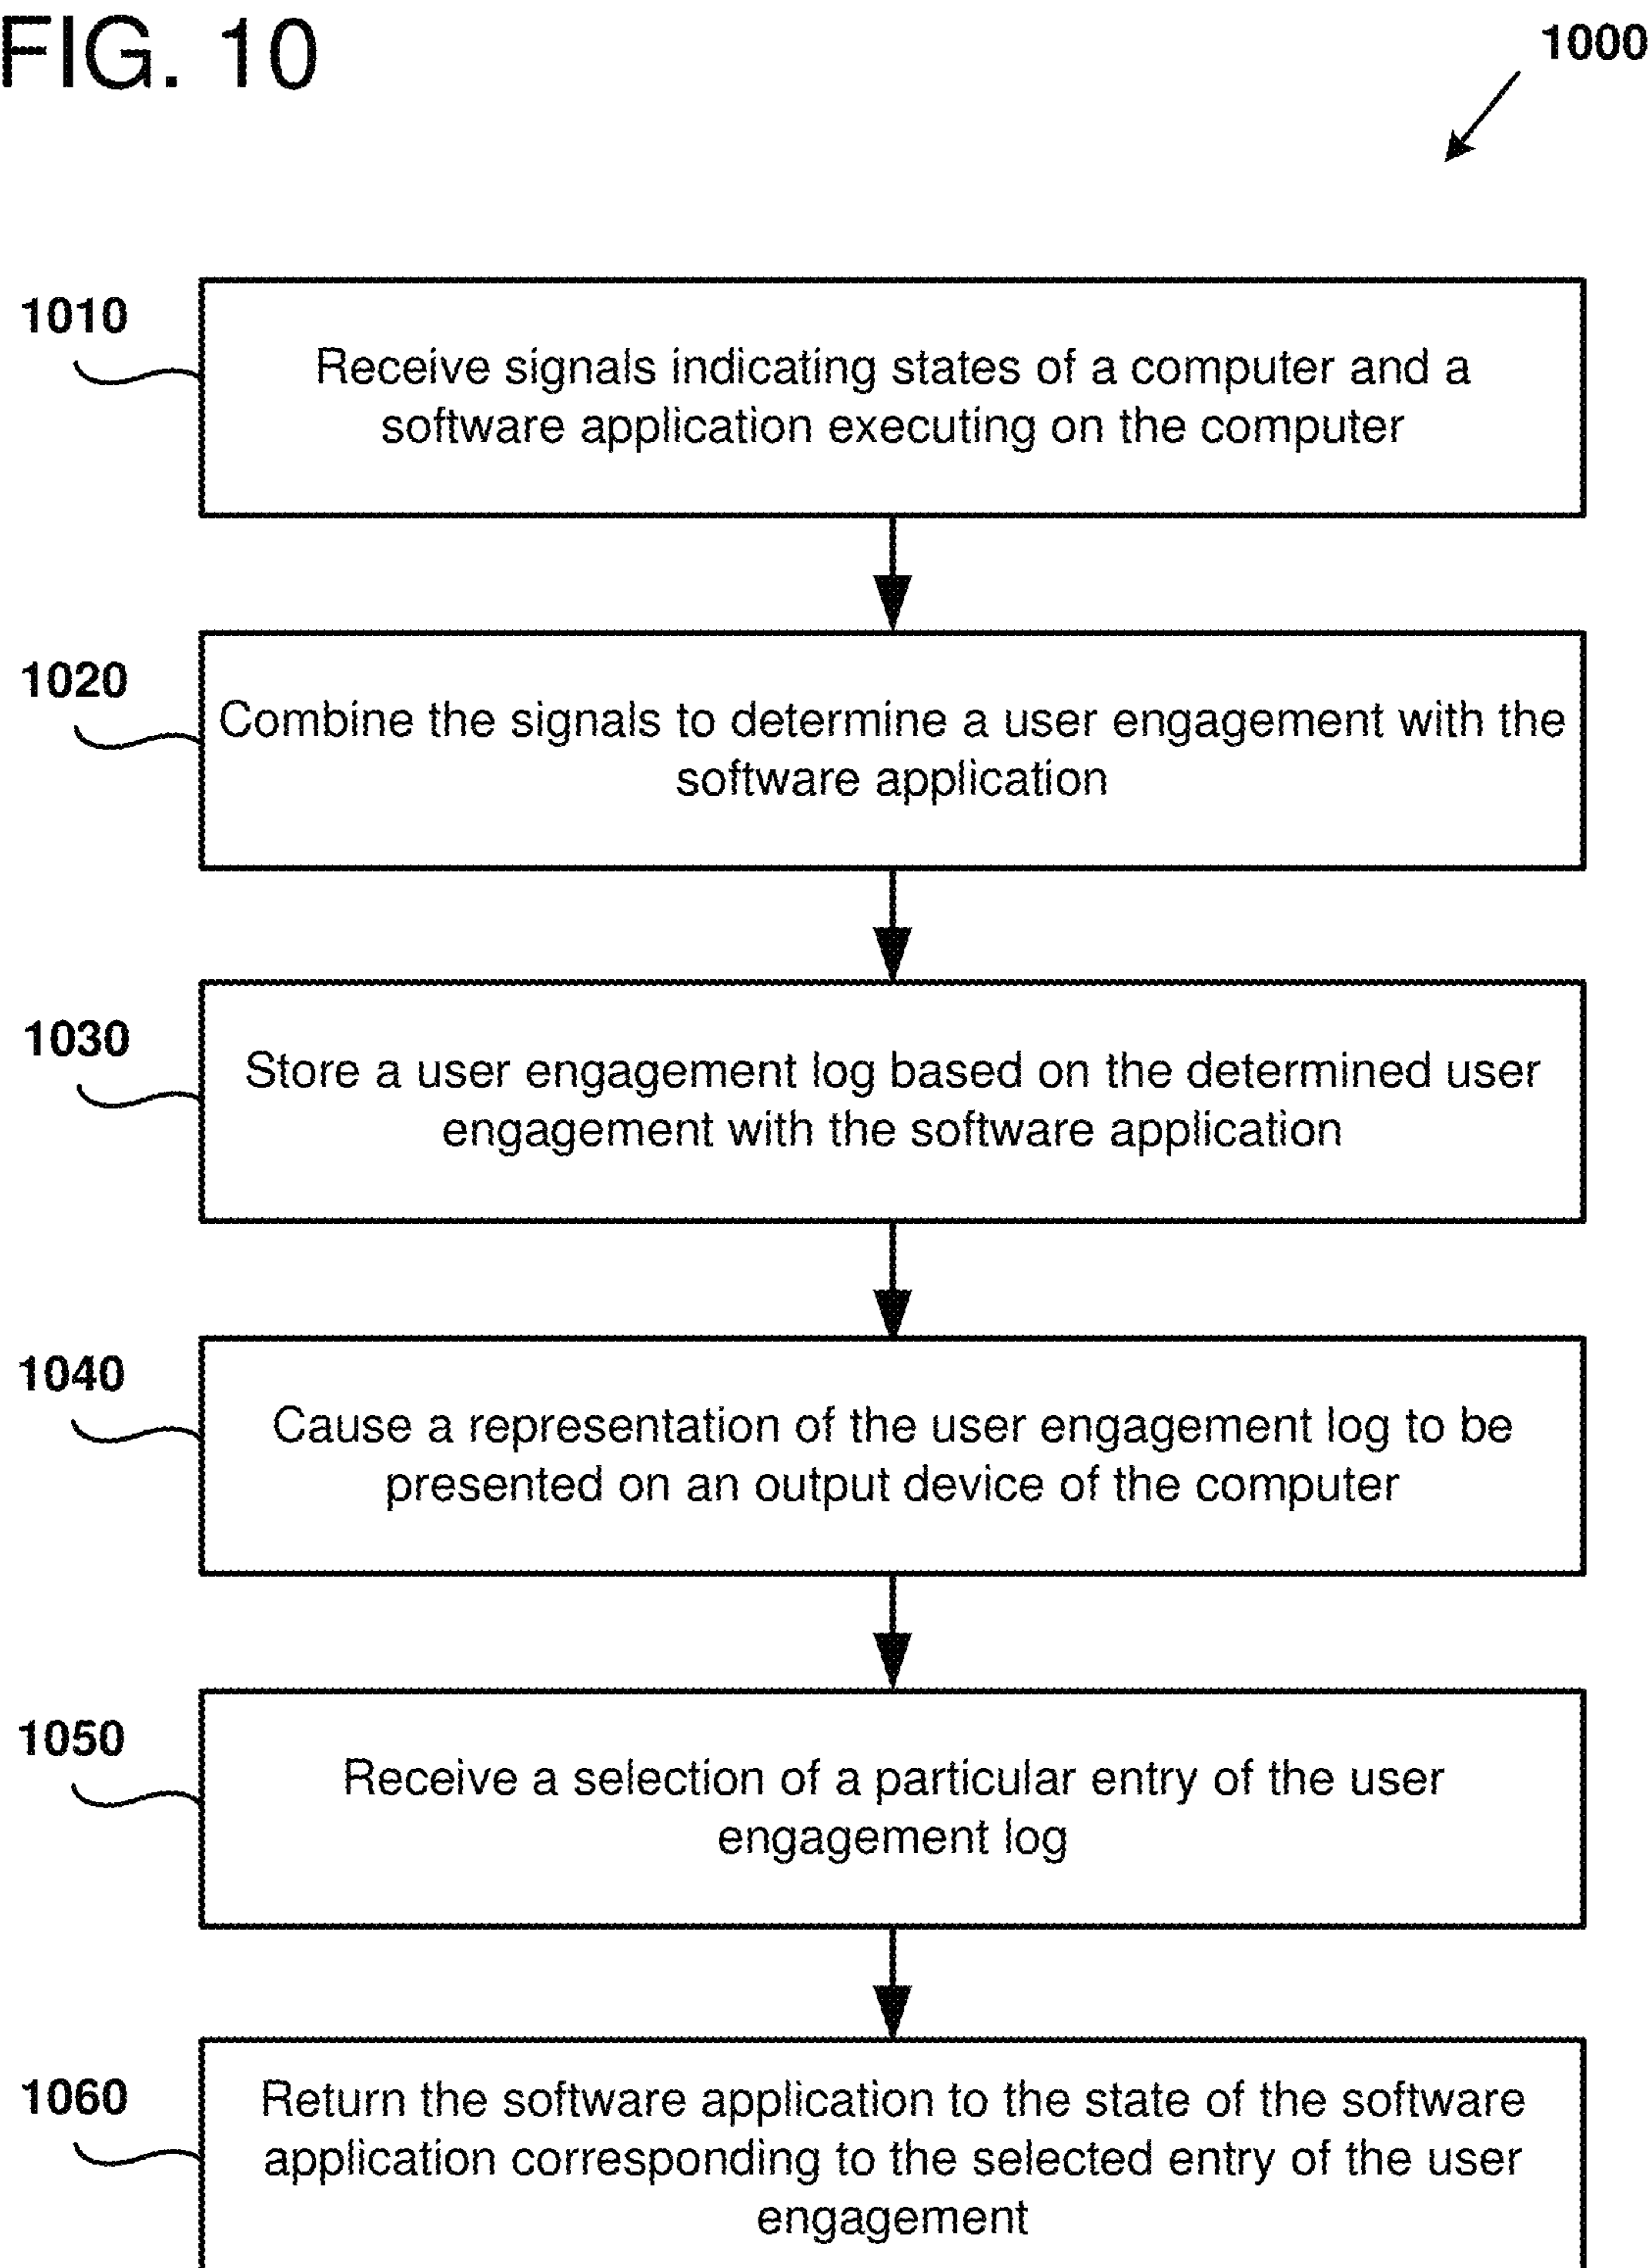 FIG. 10
1000
1010
Receive signals indicating states of a computer and a
software application executing on the computer
1020
Combine the signals to determine a user engagement with the
software application
1030
Store a user engagement log based on the determined user
engagement with the software application
1040
Cause a representation of the user engagement log to be
presented on an output device of the computer
1050
Receive a selection of a particular entry of the user
engagement log
1060
Return the software application to the state of the software
application corresponding to the selected entry of the user
engagement